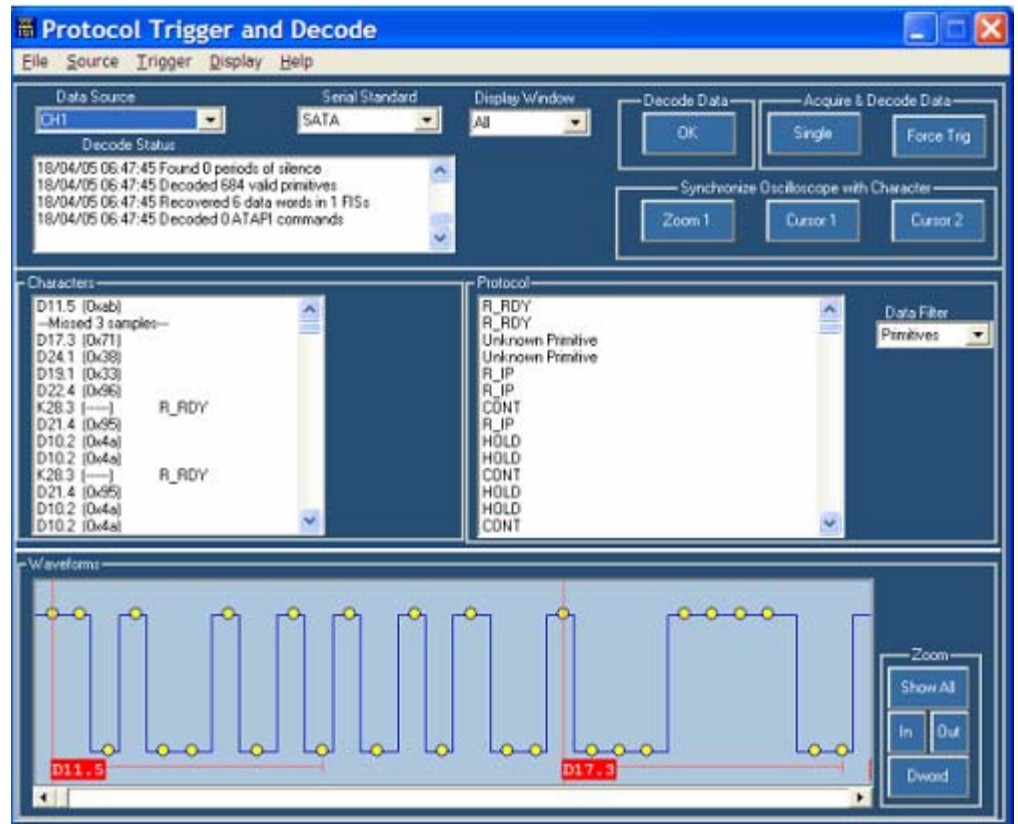 Protocol Trigger and Decode
File Source Trigger Display Help
Data Source
CH1
Serial Standard
SATA
Display Window
All
Decode Data
OK
Acquire & Decode Data
Single
Force Trig
Decode Status
18/04/05 06:47:45 Found 0 periods of silence
18/04/05 06:47:45 Decoded 684 valid primitives
18/04/05 06:47:45 Recovered 6 data words in 1 FISs
18/04/05 06:47:45 Decoded 0 ATAPI commands
Synchronize Oscilloscope with Character
Zoom 1
Cursor 1
Cursor 2
Characters
D11.5 (0xab)
---Missed 3 samples---
D17.3 (0x71)
D24.1 (0x38)
D19.1 (0x33)
D22.4 (0x96)
K28.3 (----) R_RDY
D21.4 (0x95)
D10.2 (0x4a)
D10.2 (0x4a)
K28.3 (----) R_RDY
D21.4 (0x95)
D10.2 (0x4a)
D10.2 (0x4a)
Protocol
R_RDY
R_RDY
Unknown Primitive
Unknown Primitive
R_IP
R_IP
CONT
R_IP
HOLD
HOLD
CONT
HOLD
HOLD
CONT
Data Filter
Primitives
Waveforms
D11.5
D17.3
Zoom
Show All
In
Out
Dword